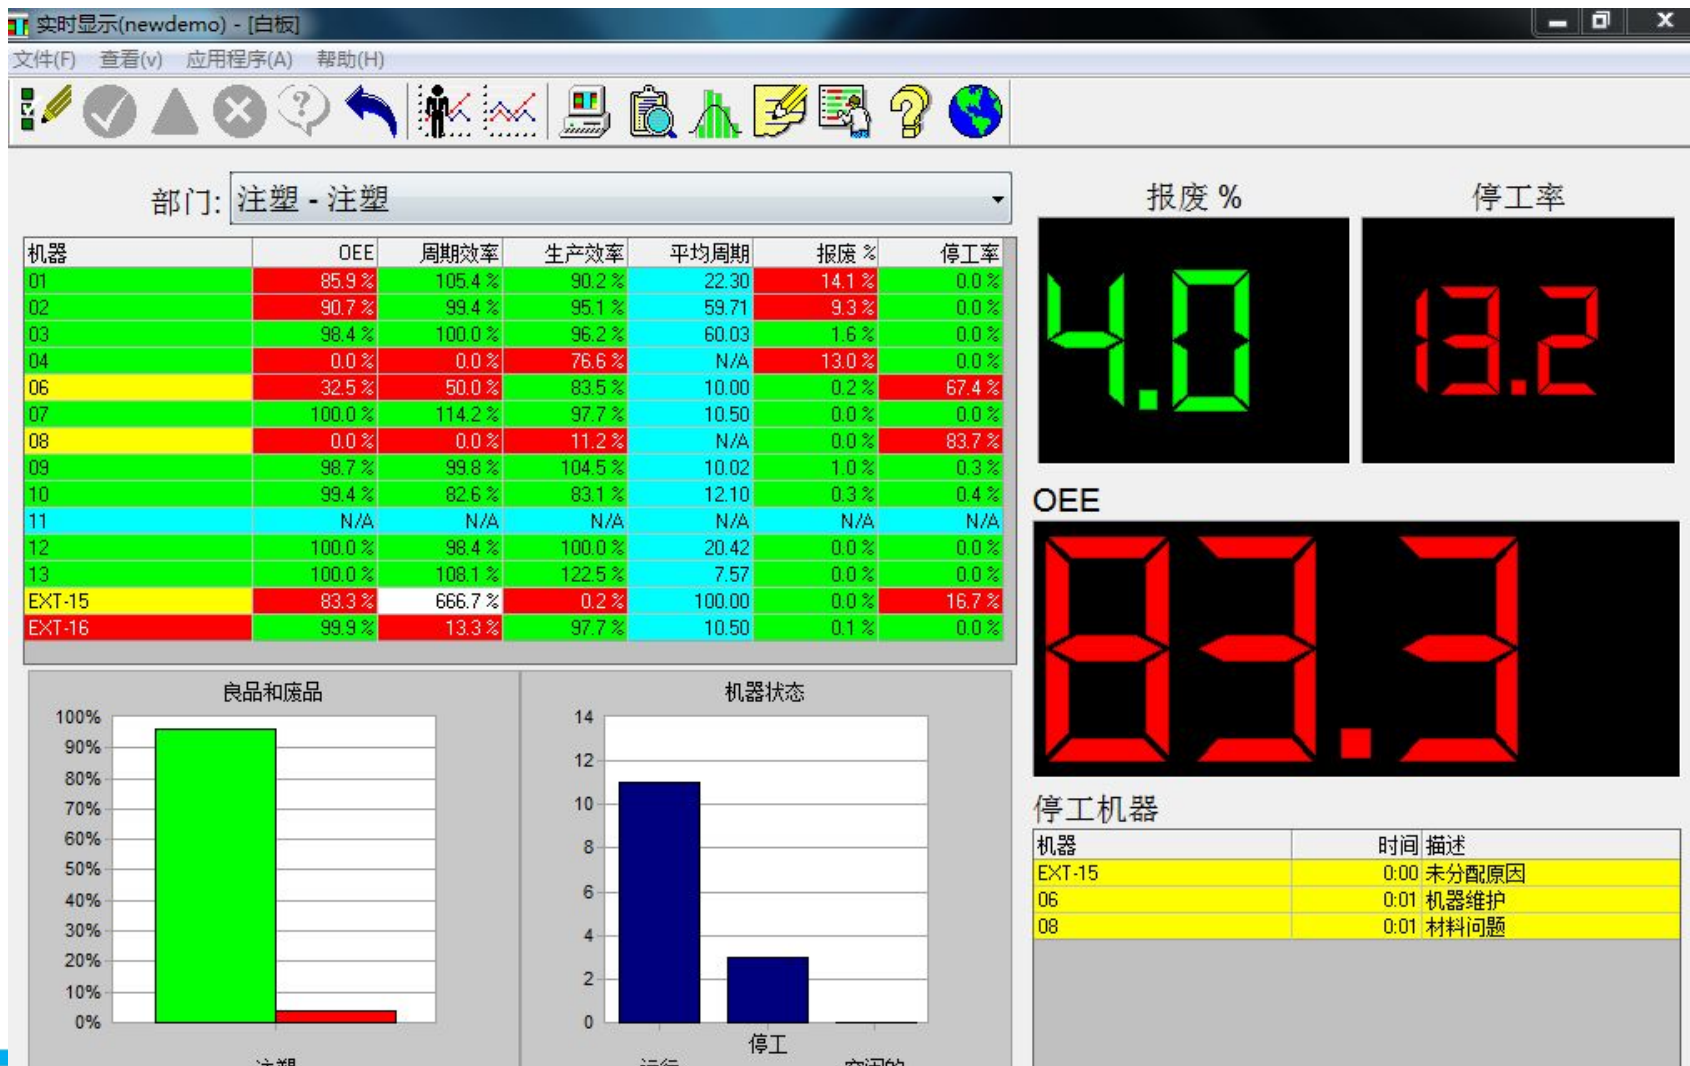 实时显示(newdemo) - [白板]
文件(F) 查看(v) 应用程序(A) 帮助(H)
部门: 注塑 - 注塑
机器 OEE 周期效率 生产效率 平均周期 报废 % 停工率
01 85.9 % 105.4 % 90.2 % 22.30 14.1 % 0.0 %
02 90.7 % 99.4 % 95.1 % 59.71 9.3 % 0.0 %
03 98.4 % 100.0 % 96.2 % 60.03 1.6 % 0.0 %
04 0.0 % 0.0 % 76.6 % N/A 13.0 % 0.0 %
06 32.5 % 50.0 % 83.5 % 10.00 0.2 % 67.4 %
07 100.0 % 114.2 % 97.7 % 10.50 0.0 % 0.0 %
08 0.0 % 0.0 % 11.2 % N/A 0.0 % 83.7 %
09 98.7 % 99.8 % 104.5 % 10.02 1.0 % 0.3 %
10 99.4 % 82.6 % 83.1 % 12.10 0.3 % 0.4 %
11 N/A N/A N/A N/A N/A N/A
12 100.0 % 98.4 % 100.0 % 20.42 0.0 % 0.0 %
13 100.0 % 108.1 % 122.5 % 7.57 0.0 % 0.0 %
EXT-15 83.3 % 666.7 % 0.2 % 100.00 0.0 % 16.7 %
EXT-16 99.9 % 13.3 % 97.7 % 10.50 0.1 % 0.0 %
报废 % 停工率
4.0 13.2
OEE
83.3
停工机器
机器 时间 描述
EXT-15 0:00 未分配原因
06 0:01 机器维护
08 0:01 材料问题
良品和废品
100%
90%
80%
70%
60%
50%
40%
30%
20%
10%
0%
机器状态
14
12
10
8
6
4
2
0
停工